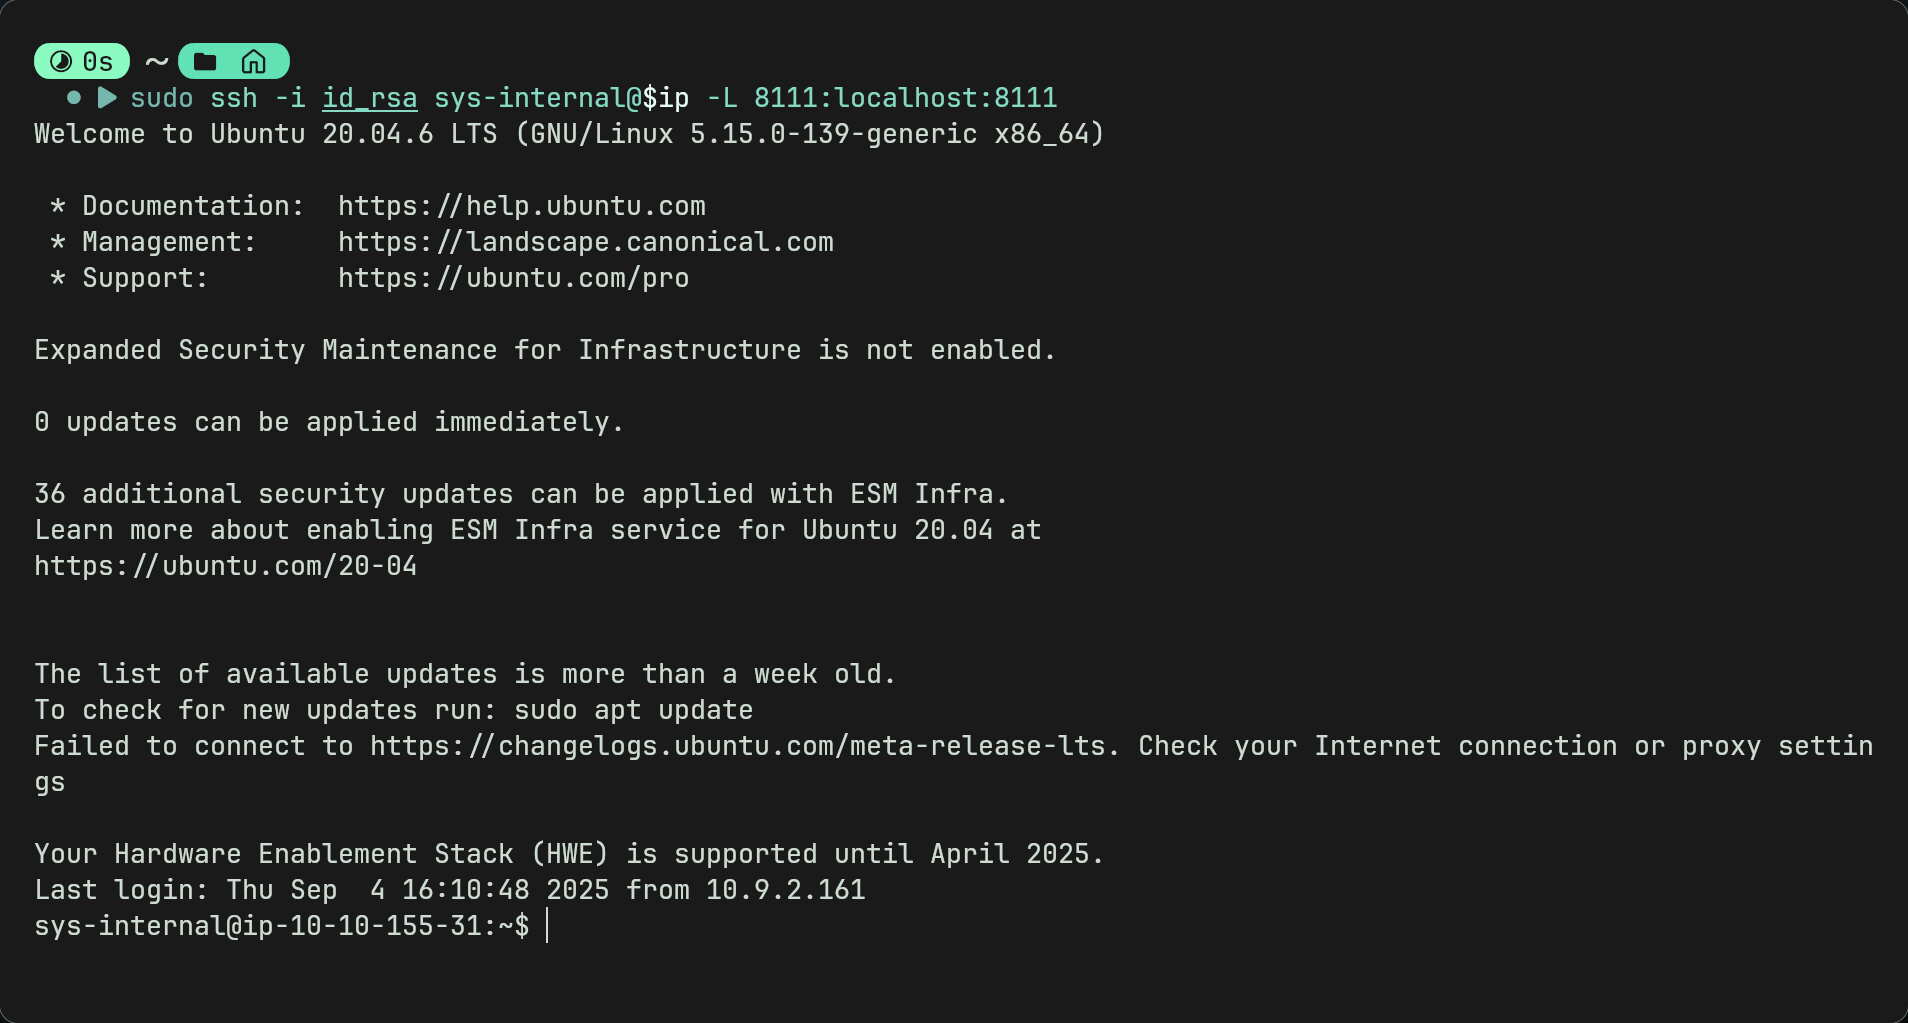 0s ~
sudo ssh -i id_rsa sys-internal@$ip -L 8111:localhost:8111
Welcome to Ubuntu 20.04.6 LTS (GNU/Linux 5.15.0-139-generic x86_64)
* Documentation:  https://help.ubuntu.com
* Management:     https://landscape.canonical.com
* Support:        https://ubuntu.com/pro
Expanded Security Maintenance for Infrastructure is not enabled.
0 updates can be applied immediately.
36 additional security updates can be applied with ESM Infra.
Learn more about enabling ESM Infra service for Ubuntu 20.04 at
https://ubuntu.com/20-04
The list of available updates is more than a week old.
To check for new updates run: sudo apt update
Failed to connect to https://changelogs.ubuntu.com/meta-release-lts. Check your Internet connection or proxy settin
gs
Your Hardware Enablement Stack (HWE) is supported until April 2025.
Last login: Thu Sep  4 16:10:48 2025 from 10.9.2.161
sys-internal@ip-10-10-155-31:~$